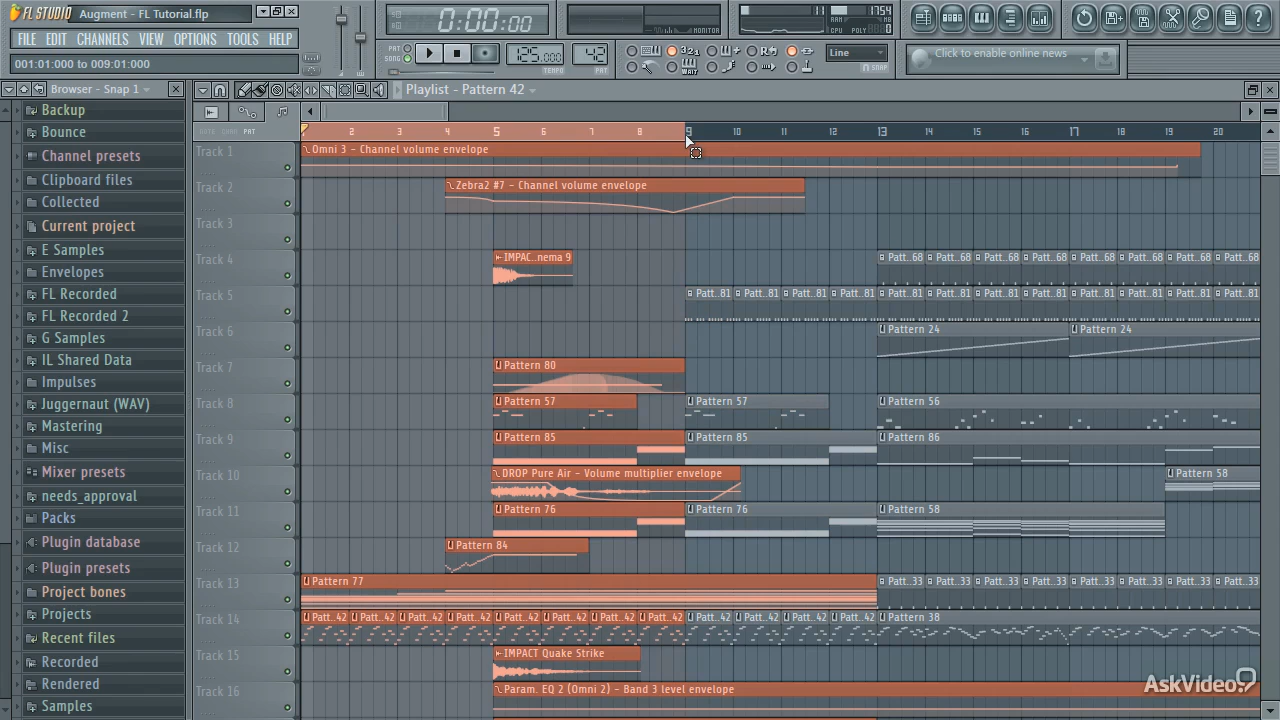 FL STUDIO
Augment - FL Tutorial.flp
FILE EDIT CHANNELS VIEW OPTIONS TOOLS HELP
001:01:000 to 009:01:000
0:00:00
MONITOR
1754
CPU POLY
PAT
SONG
125.000
TEMPO
42
PAT
321
WAIT
Line
SNAP
Click to enable online news
Browser - Snap 1
Playlist - Pattern 42
Backup
Bounce
Channel presets
Clipboard files
Collected
Current project
E Samples
Envelopes
FL Recorded
FL Recorded 2
G Samples
IL Shared Data
Impulses
Juggernaut (WAV)
Mastering
Misc
Mixer presets
needs_approval
Packs
Plugin database
Plugin presets
Project bones
Projects
Recent files
Recorded
Rendered
Samples
2 3 4 5 6 7 8 9 10 11 12 13 14 15 16 17 18 19 20
Track 1
Omni 3 - Channel volume envelope
Track 2
Zebra2 #7 - Channel volume envelope
Track 3
Track 4
IMPAC..nema 9
Patt..68 Patt..68 Patt..68 Patt..68 Patt..68 Patt..68 Patt..68 Patt..68
Track 5
Patt..81 Patt..81 Patt..81 Patt..81 Patt..81 Patt..81 Patt..81 Patt..81 Patt..81 Patt..81 Patt..81 Patt..81
Track 6
Pattern 24 Pattern 24
Track 7
Pattern 80
Track 8
Pattern 57 Pattern 57 Pattern 56
Track 9
Pattern 85 Pattern 85 Pattern 86
Track 10
DROP Pure Air - Volume multiplier envelope Pattern 58
Track 11
Pattern 76 Pattern 76 Pattern 58
Track 12
Pattern 84
Track 13
Pattern 77 Patt..33 Patt..33 Patt..33 Patt..33 Patt..33 Patt..33 Patt..33 Patt..33
Track 14
Patt..42 Patt..42 Patt..42 Patt..42 Patt..42 Patt..42 Patt..42 Patt..42 Patt..42 Patt..42 Patt..42 Patt..42 Pattern 38
Track 15
IMPACT Quake Strike
Track 16
Param. EQ 2 (Omni 2) - Band 3 level envelope
AskVideo